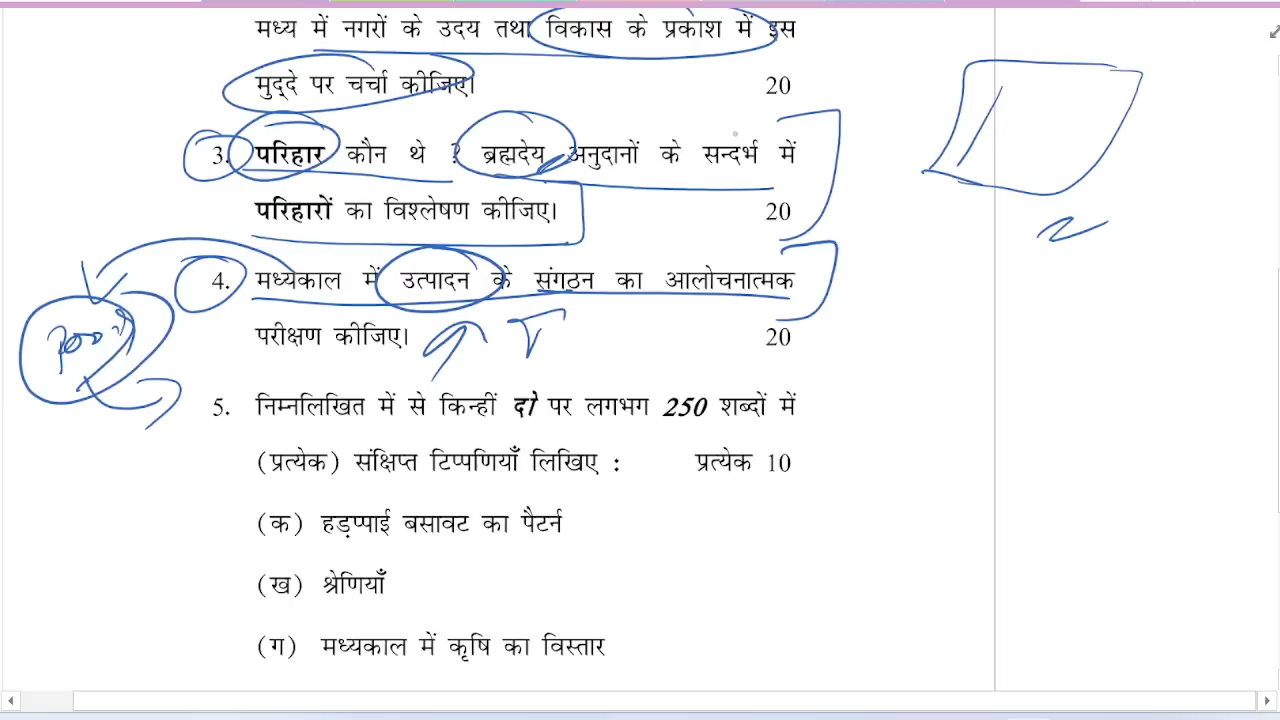 मध्य में नगरों के उदय तथा विकास के प्रकाश में इस
मुद्दे पर चर्चा कीजिए। 20
3. परिहार कौन थे ? ब्रह्मदेय अनुदानों के सन्दर्भ में
परिहारों का विश्लेषण कीजिए। 20
4. मध्यकाल में उत्पादन के संगठन का आलोचनात्मक
परीक्षण कीजिए। 20
5. निम्नलिखित में से किन्हीं दो पर लगभग 250 शब्दों में
(प्रत्येक) संक्षिप्त टिप्पणियाँ लिखिए : प्रत्येक 10
(क) हड़प्पाई बसावट का पैटर्न
(ख) श्रेणियाँ
(ग) मध्यकाल में कृषि का विस्तार